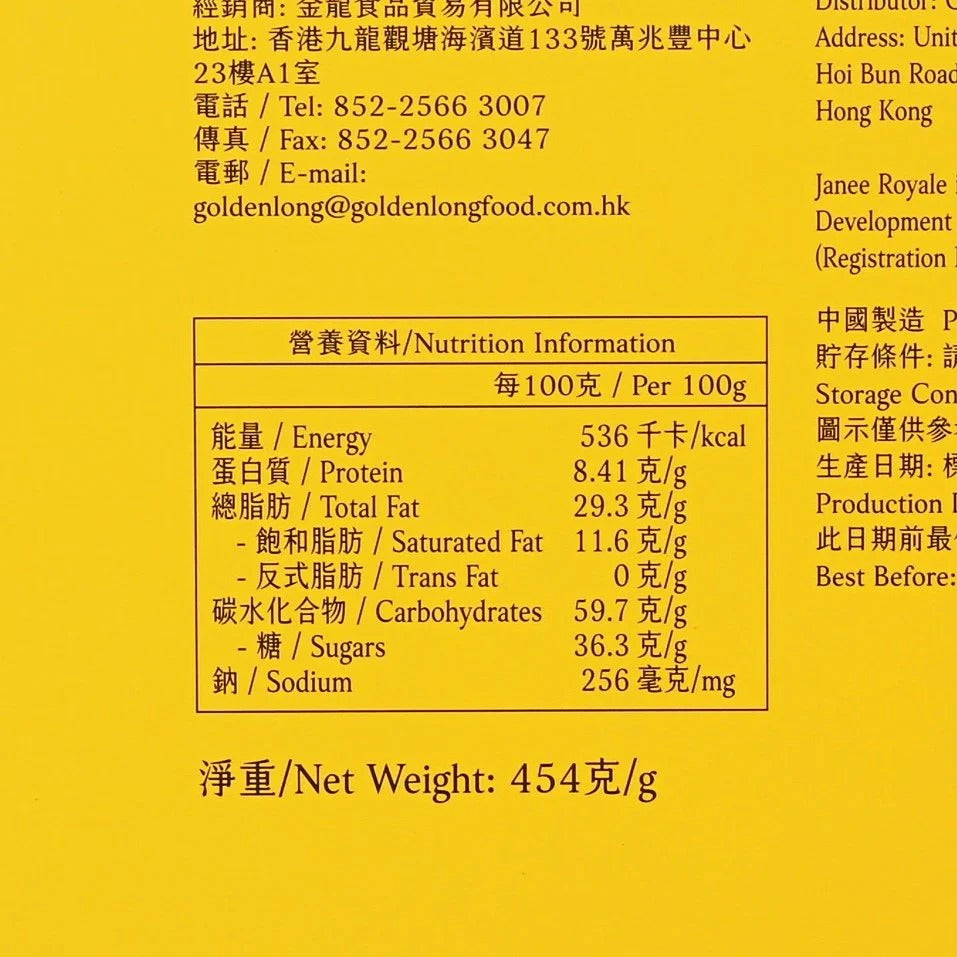 經銷商: 金龍食品貿易有限公司
地址: 香港九龍觀塘海濱道133號萬兆豐中心
23樓A1室
電話 / Tel: 852-2566 3007
傳真 / Fax: 852-2566 3047
電郵 / E-mail:
goldenlong@goldenlongfood.com.hk
營養資料/Nutrition Information
每100克 / Per 100g
能量 / Energy 536 千卡/kcal
蛋白質 / Protein 8.41 克/g
總脂肪 / Total Fat 29.3 克/g
- 飽和脂肪 / Saturated Fat 11.6 克/g
- 反式脂肪 / Trans Fat 0 克/g
碳水化合物 / Carbohydrates 59.7 克/g
- 糖 / Sugars 36.3 克/g
鈉 / Sodium 256 毫克/mg
淨重/Net Weight: 454克/g
Distributor:
Address: Unit
Hoi Bun Road
Hong Kong
Janee Royale
Development
(Registration
中國製造
貯存條件: 請
Storage
圖示僅供參
生產日期:
Production
此日期前最
Best Before: